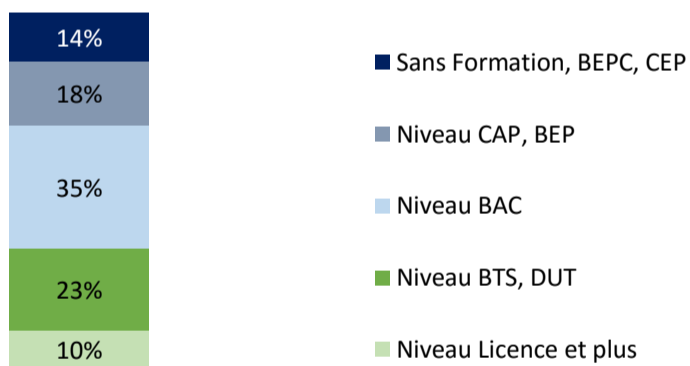 14%
18%
35%
23%
10%
Sans Formation, BEPC, CEP
Niveau CAP, BEP
Niveau BAC
Niveau BTS, DUT
Niveau Licence et plus